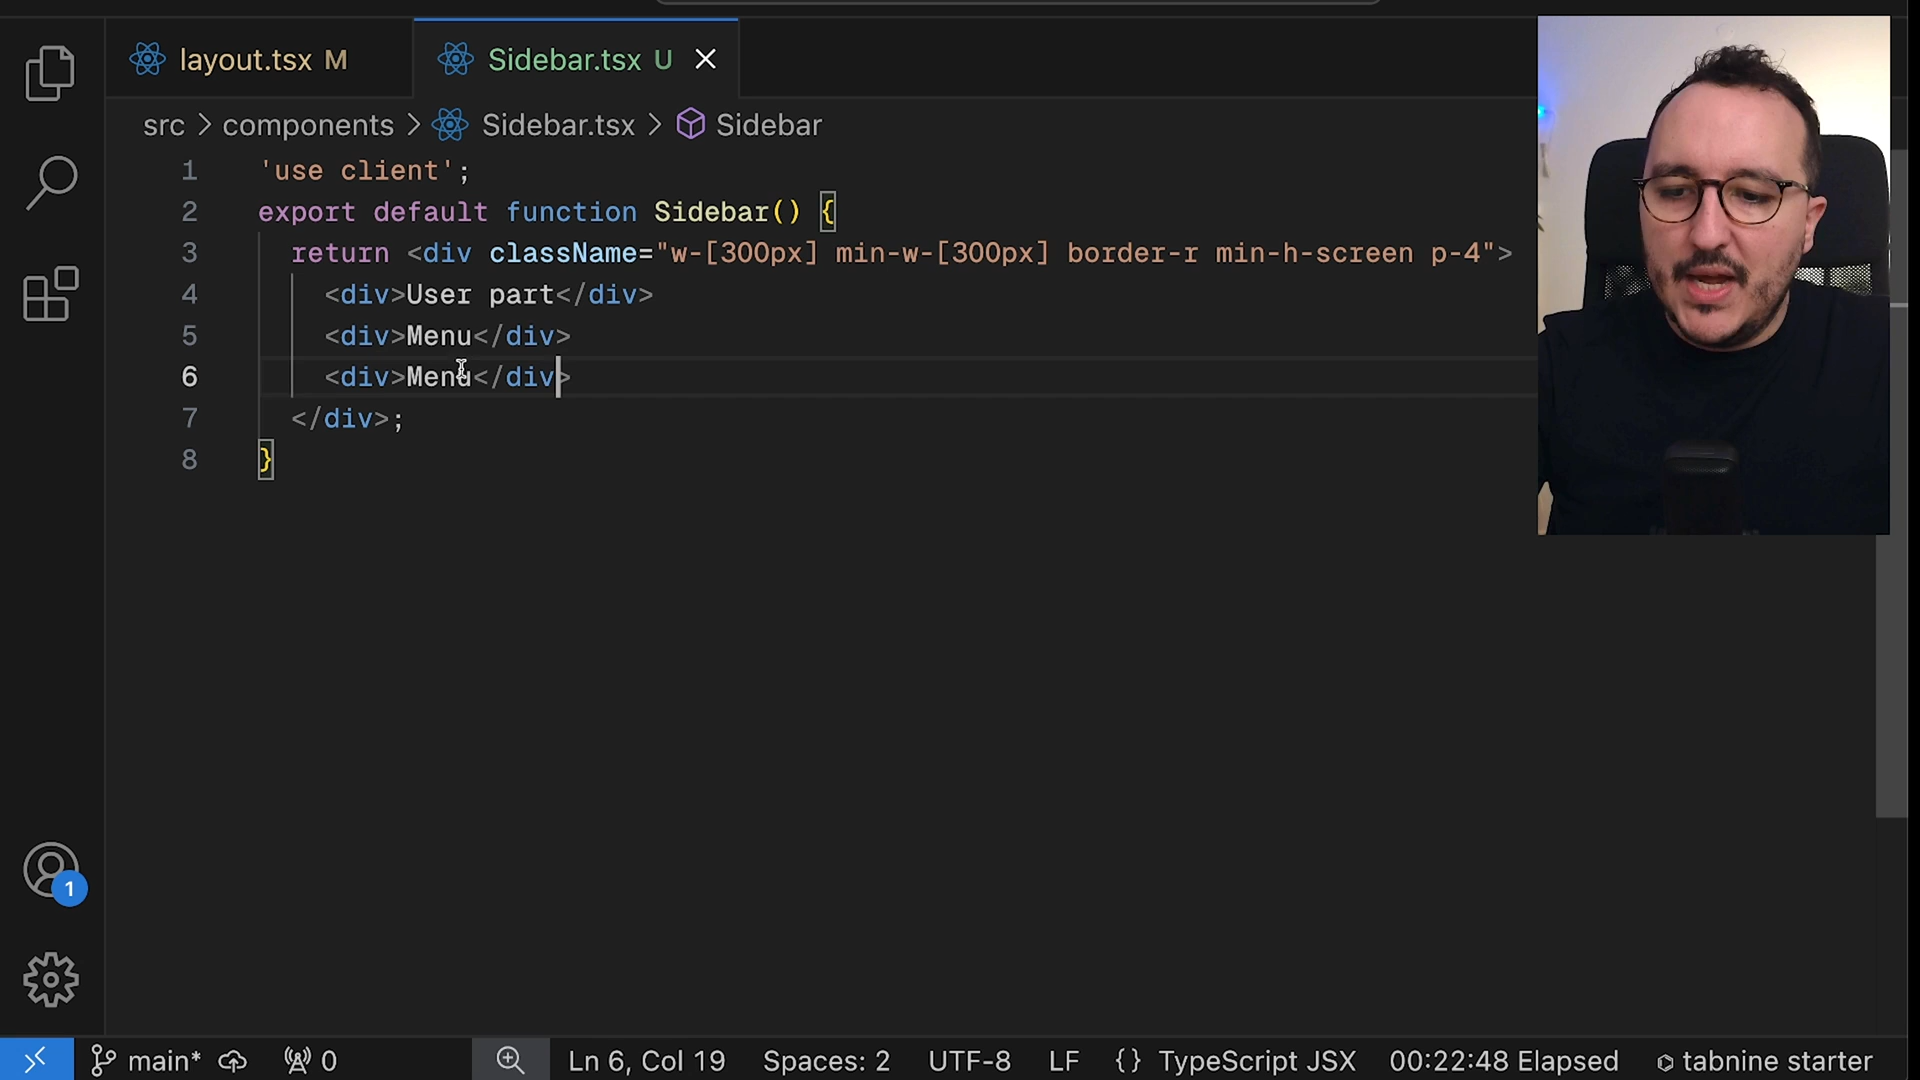 layout.tsx M
Sidebar.tsx U
src > components > Sidebar.tsx > Sidebar
1 'use client';
2 export default function Sidebar() {
3 return <div className="w-[300px] min-w-[300px] border-r min-h-screen p-4">
4 <div>User part</div>
5 <div>Menu</div>
6 <div>Menu</div>
7 </div>;
8 }
1
main* 0 Ln 6, Col 19 Spaces: 2 UTF-8 LF {} TypeScript JSX 00:22:48 Elapsed tabnine starter